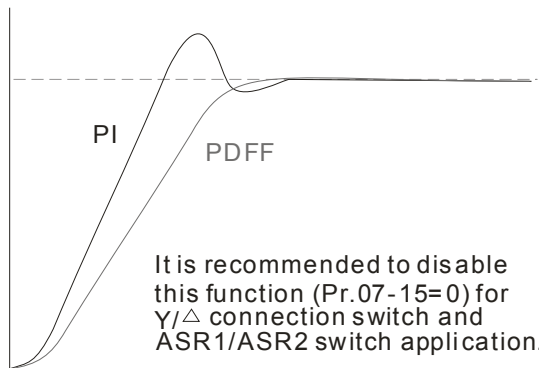 PI
PDFF
It is recommended to disable
this function (Pr.07-15=0) for
Y/△ connection switch and
ASR1/ASR2 switch application.